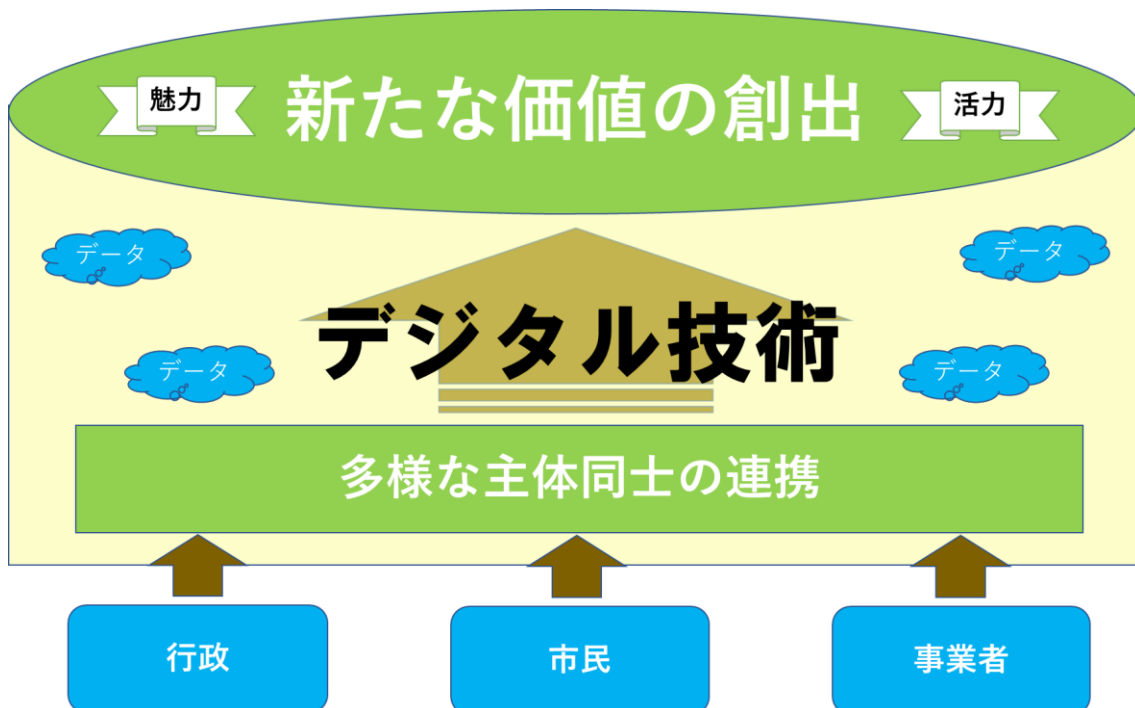 魅力
新たな価値の創出
活力
データ
データ
デジタル技術
データ
データ
多様な主体同士の連携
行政
市民
事業者